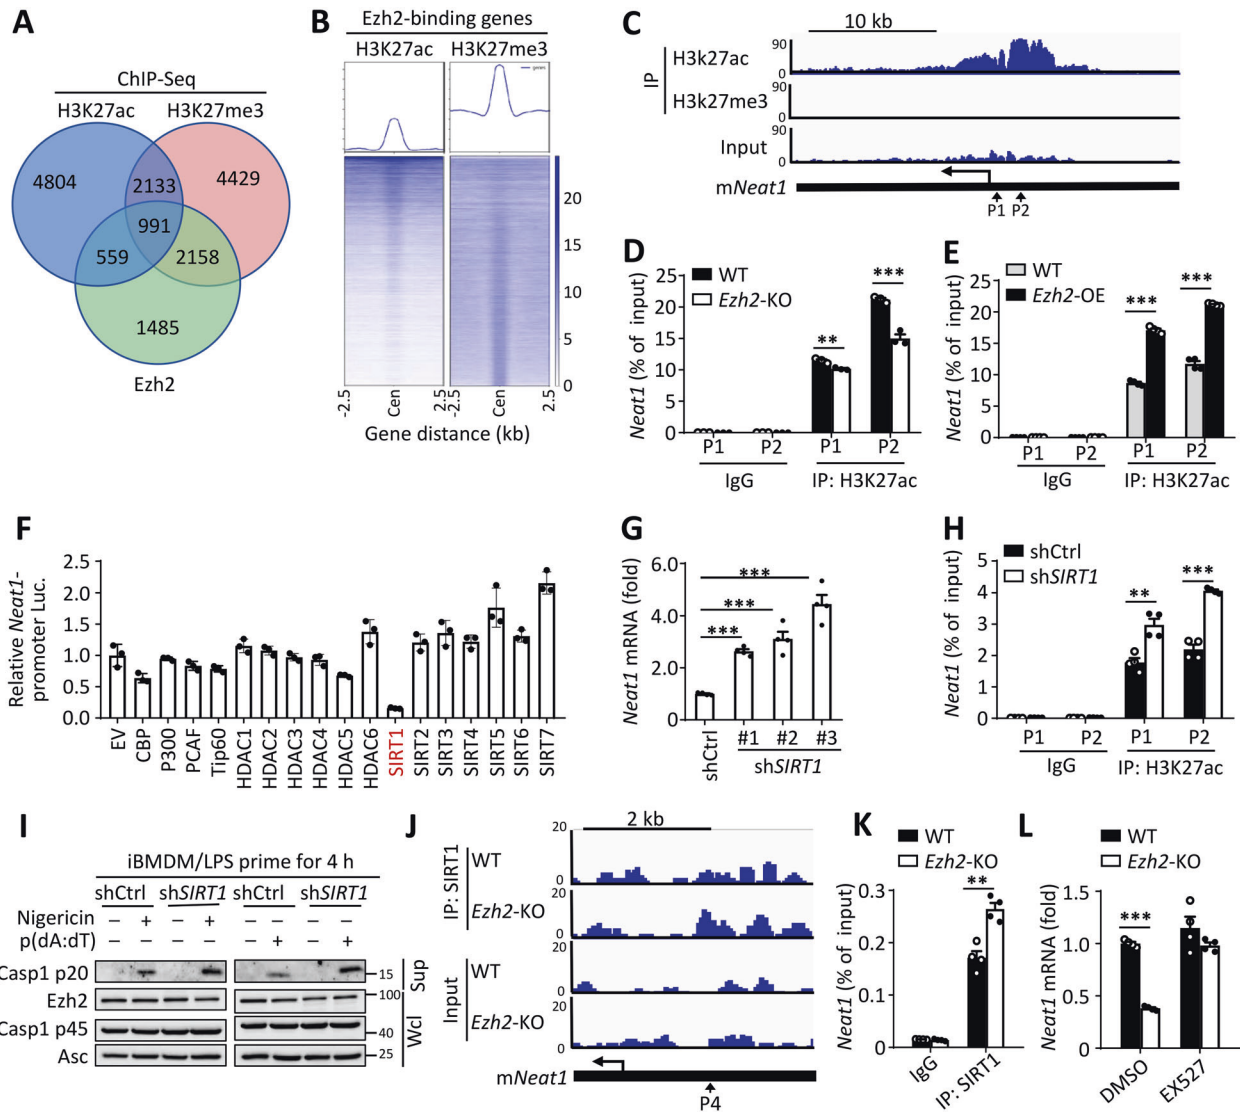 A
ChIP-Seq
H3K27ac H3K27me3
4804
2133
4429
991
559
2158
1485
Ezh2
B
Ezh2-binding genes
H3K27ac H3K27me3
genes
20
15
10
5
0
-2.5 Cen 2.5 -2.5 Cen 2.5
Gene distance (kb)
C
10 kb
IP
H3k27ac
90
0
H3k27me3
90
0
Input
90
0
mNeat1
P1 P2
D
WT
Ezh2-KO
Neat1 (% of input)
25
20
15
10
5
0
** ***
P1 P2 P1 P2
IgG IP: H3K27ac
E
WT
Ezh2-OE
Neat1 (% of input)
25
20
15
10
5
0
*** ***
P1 P2 P1 P2
IgG IP: H3K27ac
F
Relative Neat1-
promoter Luc.
2.5
2.0
1.5
1.0
0.5
0.0
EV CBP P300 PCAF Tip60 HDAC1 HDAC2 HDAC3 HDAC4 HDAC5 HDAC6 SIRT1 SIRT2 SIRT3 SIRT4 SIRT5 SIRT6 SIRT7
G
Neat1 mRNA (fold)
6.0
4.0
2.0
0
***
***
***
shCtrl #1 #2 #3
shSIRT1
H
shCtrl
shSIRT1
Neat1 (% of input)
5
4
3
2
1
0
** ***
P1 P2 P1 P2
IgG IP: H3K27ac
I
iBMDM/LPS prime for 4 h
shCtrl shSIRT1 shCtrl shSIRT1
Nigericin − + − + − − − −
p(dA:dT) − − − − − + − +
Casp1 p20
15
Sup
Ezh2
100
Casp1 p45
40
Wcl
Asc
25
J
2 kb
IP: SIRT1
WT
20
0
Ezh2-KO
20
0
Input
WT
20
0
Ezh2-KO
20
0
mNeat1
P4
K
WT
Ezh2-KO
Neat1 (% of input)
0.3
0.2
0.1
0
**
IgG IP: SIRT1
L
WT
Ezh2-KO
Neat1 mRNA (fold)
1.5
1.0
0.5
0
***
DMSO EX527